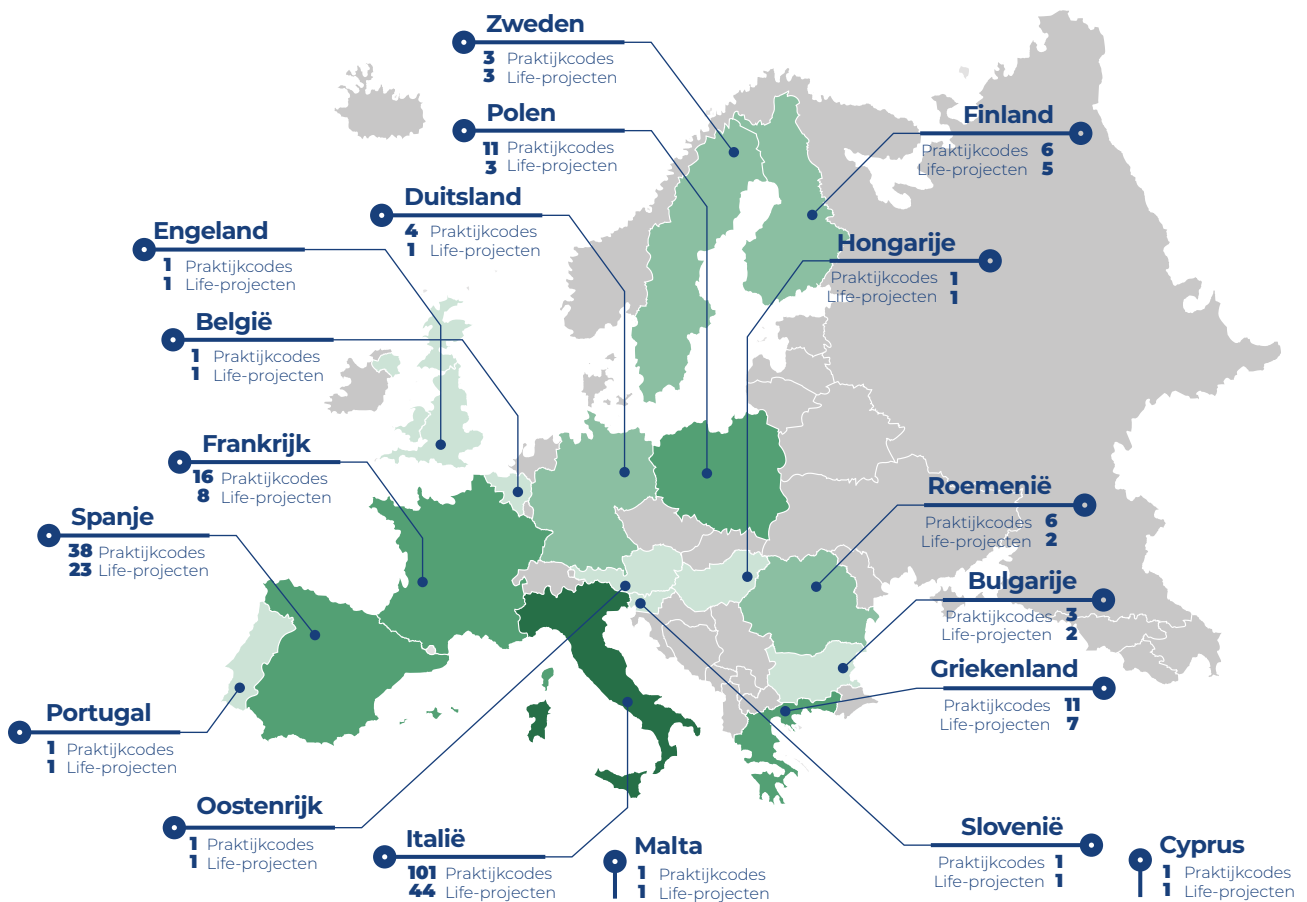 Zweden
3 Praktijkcodes
3 Life-projecten
Polen
11 Praktijkcodes
3 Life-projecten
Finland
Praktijkcodes 6
Life-projecten 5
Duitsland
4 Praktijkcodes
1 Life-projecten
Engeland
1 Praktijkcodes
1 Life-projecten
Hongarije
Praktijkcodes 1
Life-projecten 1
België
1 Praktijkcodes
1 Life-projecten
Frankrijk
16 Praktijkcodes
8 Life-projecten
Roemenië
Praktijkcodes 6
Life-projecten 2
Spanje
38 Praktijkcodes
23 Life-projecten
Bulgarije
Praktijkcodes 3
Life-projecten 2
Griekenland
Praktijkcodes 11
Life-projecten 7
Portugal
1 Praktijkcodes
1 Life-projecten
Oostenrijk
1 Praktijkcodes
1 Life-projecten
Italië
101 Praktijkcodes
44 Life-projecten
Malta
1 Praktijkcodes
1 Life-projecten
Slovenië
Praktijkcodes 1
Life-projecten 1
Cyprus
1 Praktijkcodes
1 Life-projecten